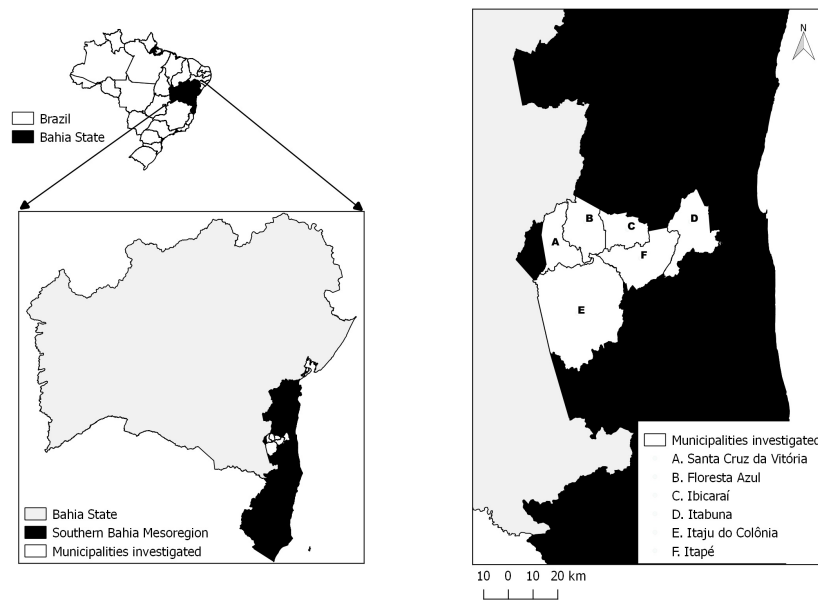 Brazil
Bahia State
Bahia State
Southern Bahia Mesoregion
Municipalities investigated
N
A
B
C
D
E
F
Municipalities investigated
A. Santa Cruz da Vitória
B. Floresta Azul
C. Ibicaraí
D. Itabuna
E. Itaju do Colônia
F. Itapé
10 0 10 20 km